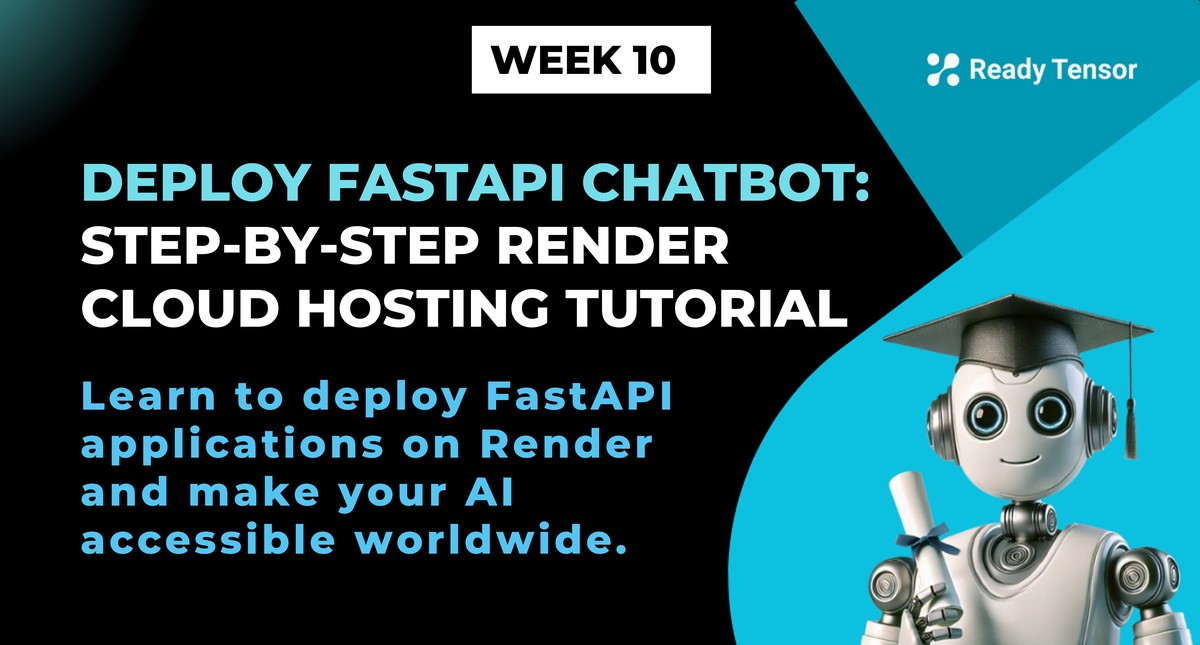 WEEK 10
Ready Tensor
DEPLOY FASTAPI CHATBOT:
STEP-BY-STEP RENDER
CLOUD HOSTING TUTORIAL
Learn to deploy FastAPI
applications on Render
and make your AI
accessible worldwide.